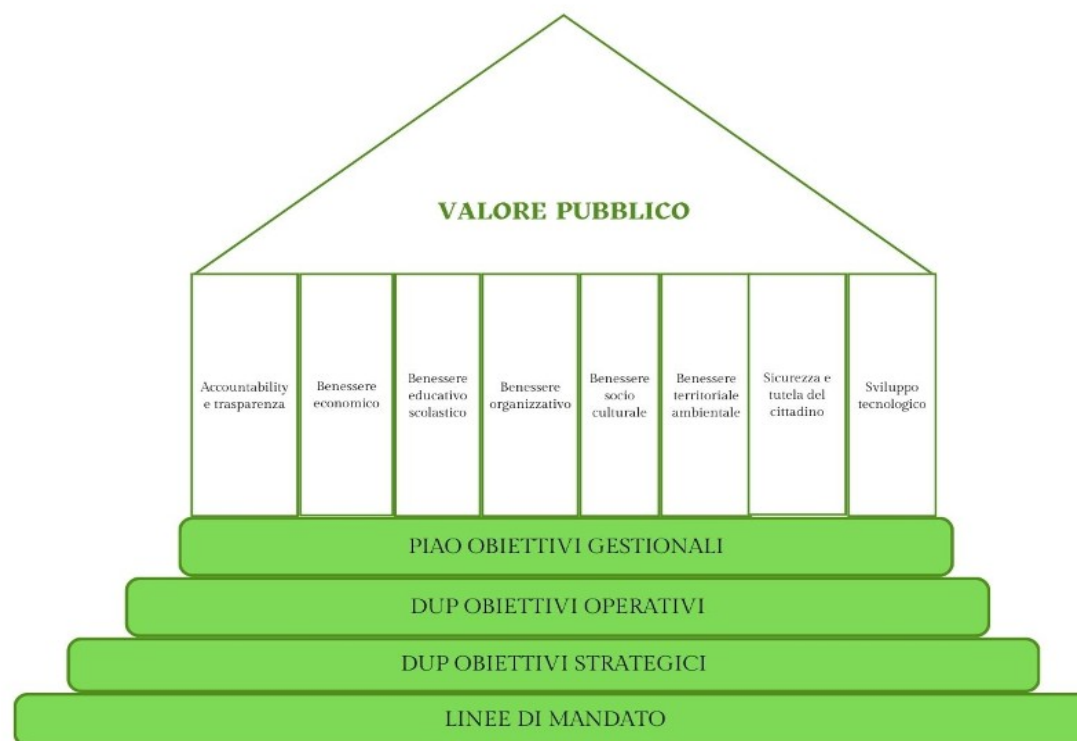 VALORE PUBBLICO
Accountability
e trasparenza
Benessere
economico
Benessere
educativo
scolastico
Benessere
organizzativo
Benessere
socio
culturale
Benessere
territoriale
ambientale
Sicurezza e
tutela del
cittadino
Sviluppo
tecnologico
PIAO OBIETTIVI GESTIONALI
DUP OBIETTIVI OPERATIVI
DUP OBIETTIVI STRATEGICI
LINEE DI MANDATO